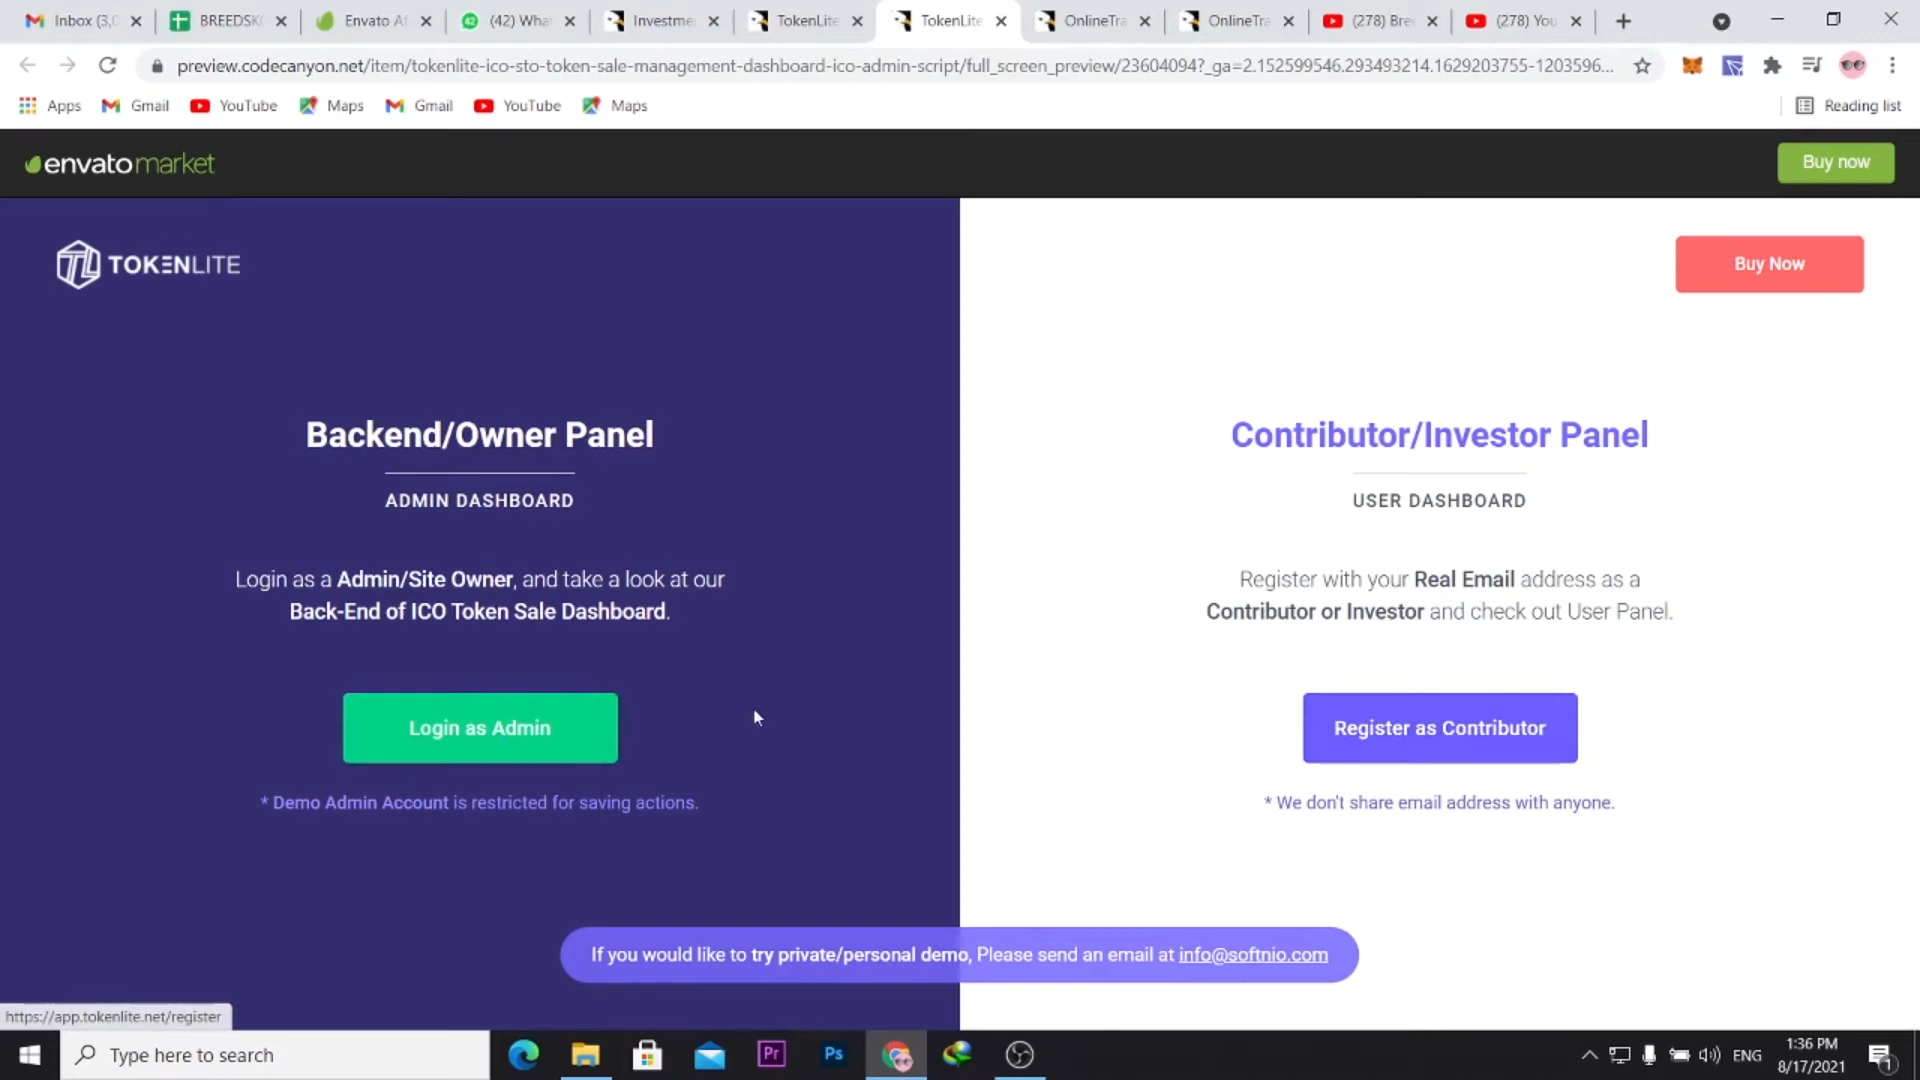 Inbox (3,0
BREEDSK
Envato Af
(42) Wha
Investme
TokenLite
TokenLite
OnlineTra
OnlineTra
(278) Bre
(278) You
preview.codecanyon.net/item/tokenlite-ico-sto-token-sale-management-dashboard-ico-admin-script/full_screen_preview/23604094?_ga=2.152599546.293493214.1629203755-1203596...
Apps
Gmail
YouTube
Maps
Gmail
YouTube
Maps
Reading list
envatomarket
Buy now
TOKENLITE
Buy Now
Backend/Owner Panel
ADMIN DASHBOARD
Login as a Admin/Site Owner, and take a look at our
Back-End of ICO Token Sale Dashboard.
Login as Admin
* Demo Admin Account is restricted for saving actions.
Contributor/Investor Panel
USER DASHBOARD
Register with your Real Email address as a
Contributor or Investor and check out User Panel.
Register as Contributor
* We don't share email address with anyone.
If you would like to try private/personal demo, Please send an email at info@softnio.com
https://app.tokenlite.net/register
Type here to search
Pr
Ps
ENG
1:36 PM
8/17/2021
1